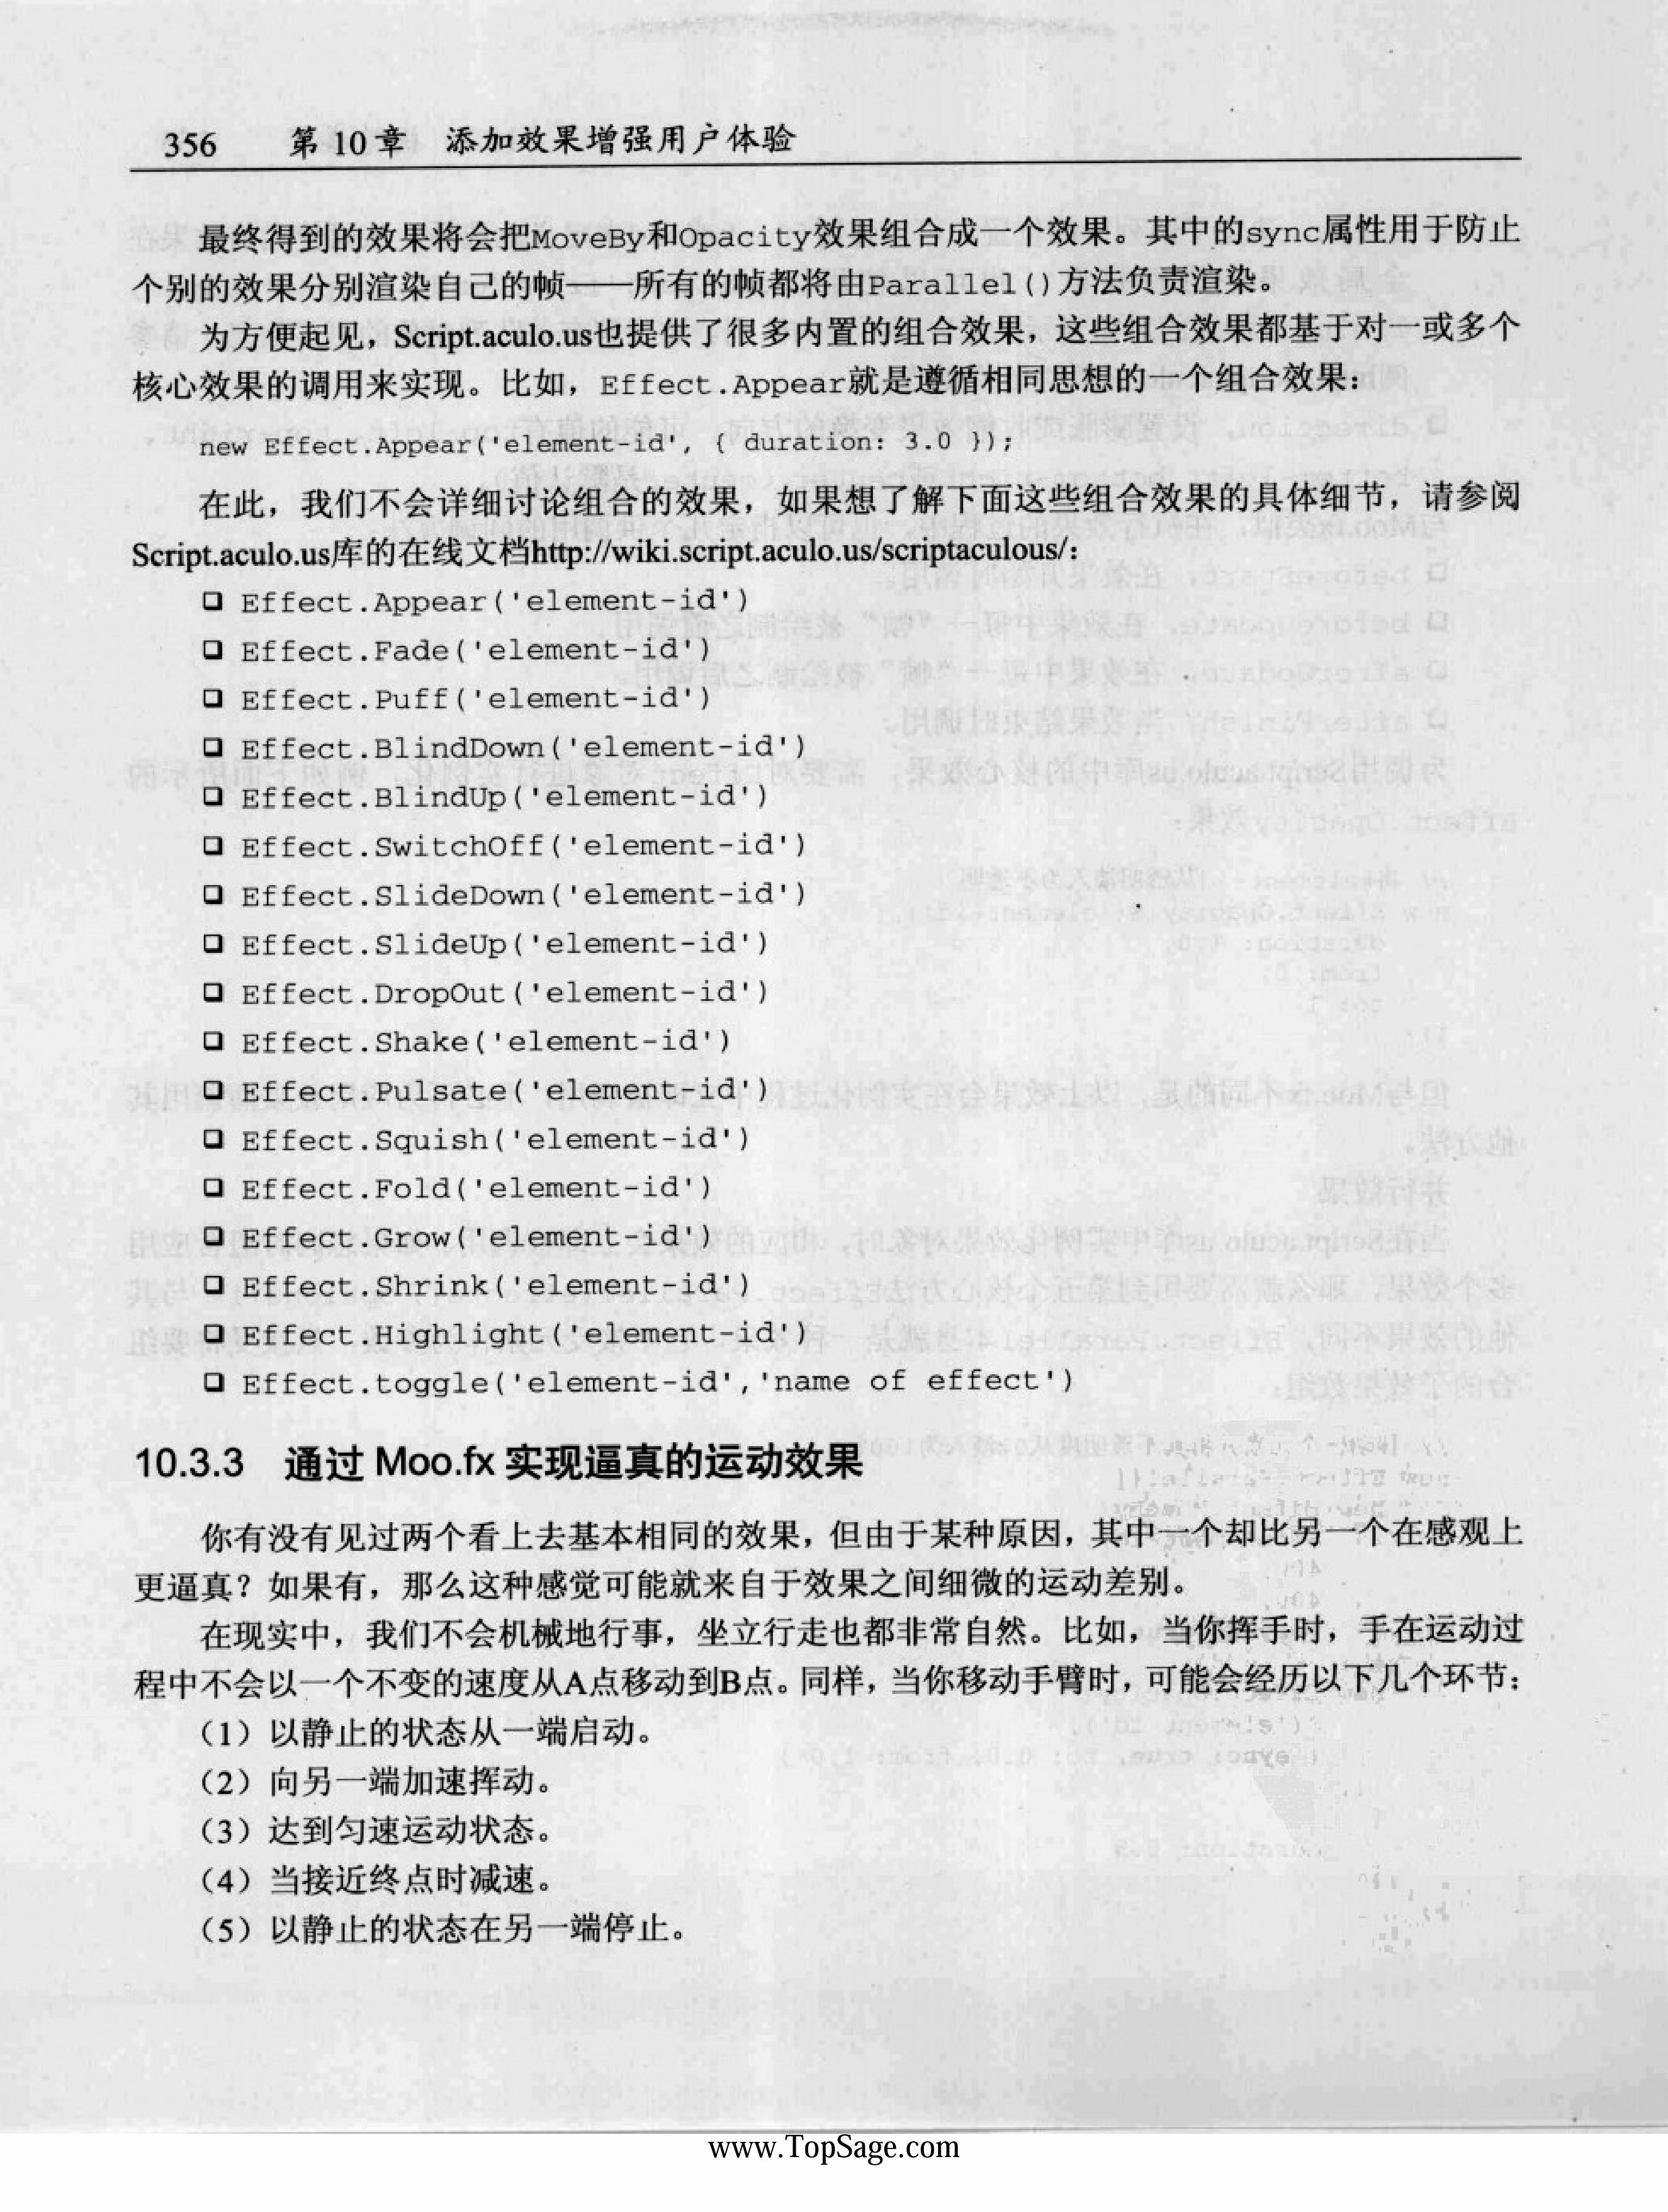 356 第 10 章 添加效果增强用户体验
最终得到的效果将会把MoveBy和Opacity效果组合成一个效果。其中的sync属性用于防止
个别的效果分别渲染自己的帧——所有的帧都将由Parallel()方法负责渲染。
为方便起见，Script.aculo.us也提供了很多内置的组合效果，这些组合效果都基于对一或多个
核心效果的调用来实现。比如，Effect.Appear就是遵循相同思想的一个组合效果：
new Effect.Appear('element-id', { duration: 3.0 });
在此，我们不会详细讨论组合的效果，如果想了解下面这些组合效果的具体细节，请参阅
Script.aculo.us库的在线文档http://wiki.script.aculo.us/scriptaculous/：
❏ Effect.Appear('element-id')
❏ Effect.Fade('element-id')
❏ Effect.Puff('element-id')
❏ Effect.BlindDown('element-id')
❏ Effect.BlindUp('element-id')
❏ Effect.SwitchOff('element-id')
❏ Effect.SlideDown('element-id')
❏ Effect.SlideUp('element-id')
❏ Effect.DropOut('element-id')
❏ Effect.Shake('element-id')
❏ Effect.Pulsate('element-id')
❏ Effect.Squish('element-id')
❏ Effect.Fold('element-id')
❏ Effect.Grow('element-id')
❏ Effect.Shrink('element-id')
❏ Effect.Highlight('element-id')
❏ Effect.toggle('element-id','name of effect')
10.3.3 通过 Moo.fx 实现逼真的运动效果
你有没有见过两个看上去基本相同的效果，但由于某种原因，其中一个却比另一个在感观上
更逼真？如果有，那么这种感觉可能就来自于效果之间细微的运动差别。
在现实中，我们不会机械地行事，坐立行走也都非常自然。比如，当你挥手时，手在运动过
程中不会以一个不变的速度从A点移动到B点。同样，当你移动手臂时，可能会经历以下几个环节：
（1）以静止的状态从一端启动。
（2）向另一端加速挥动。
（3）达到匀速运动状态。
（4）当接近终点时减速。
（5）以静止的状态在另一端停止。
www.TopSage.com